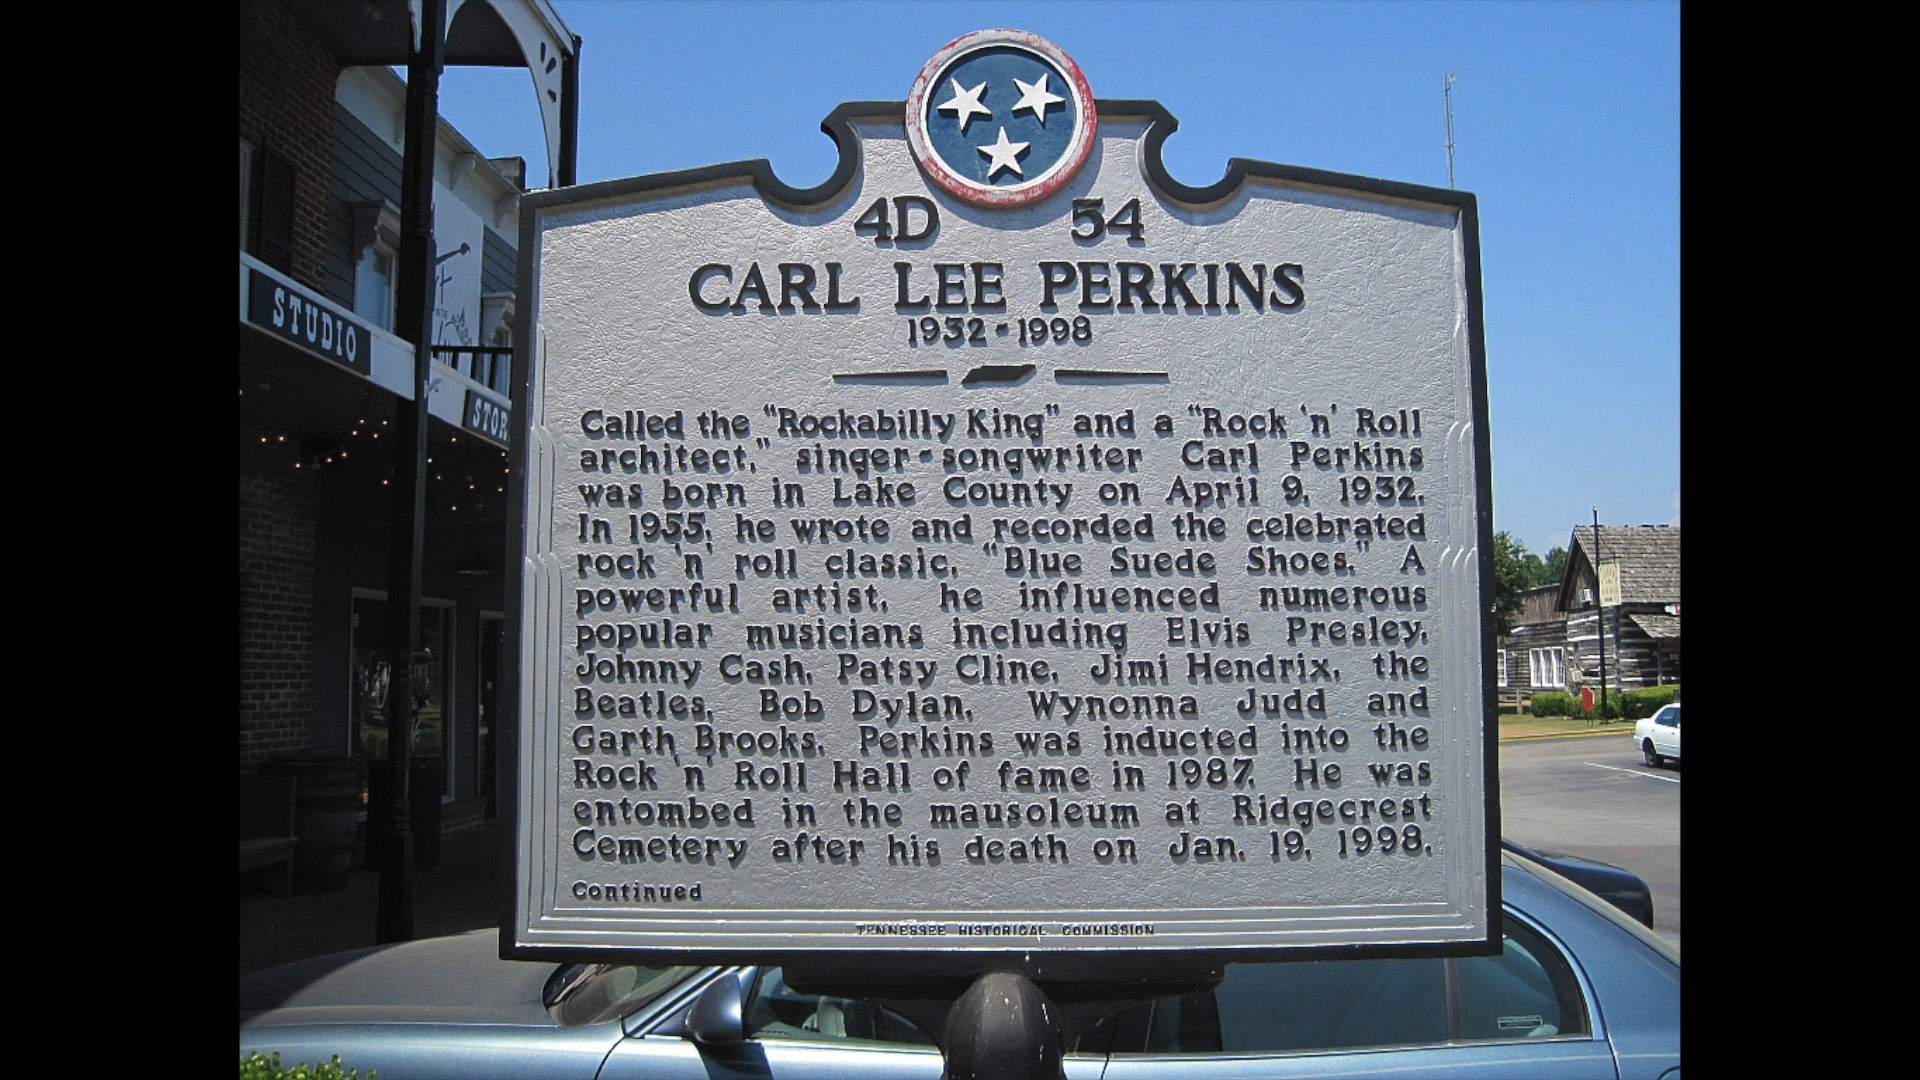 4D 54
CARL LEE PERKINS
1932-1998
Called the "Rockabilly King" and a "Rock 'n' Roll
architect," singer-songwriter Carl Perkins
was born in Lake County on April 9, 1932.
In 1955, he wrote and recorded the celebrated
rock 'n' roll classic, "Blue Suede Shoes." A
powerful artist, he influenced numerous
popular musicians including Elvis Presley,
Johnny Cash, Patsy Cline, Jimi Hendrix, the
Beatles, Bob Dylan, Wynonna Judd and
Garth Brooks. Perkins was inducted into the
Rock 'n' Roll Hall of fame in 1987. He was
entombed in the mausoleum at Ridgecrest
Cemetery after his death on Jan. 19, 1998.
Continued
TENNESSEE HISTORICAL COMMISSION
STUDIO
STOR